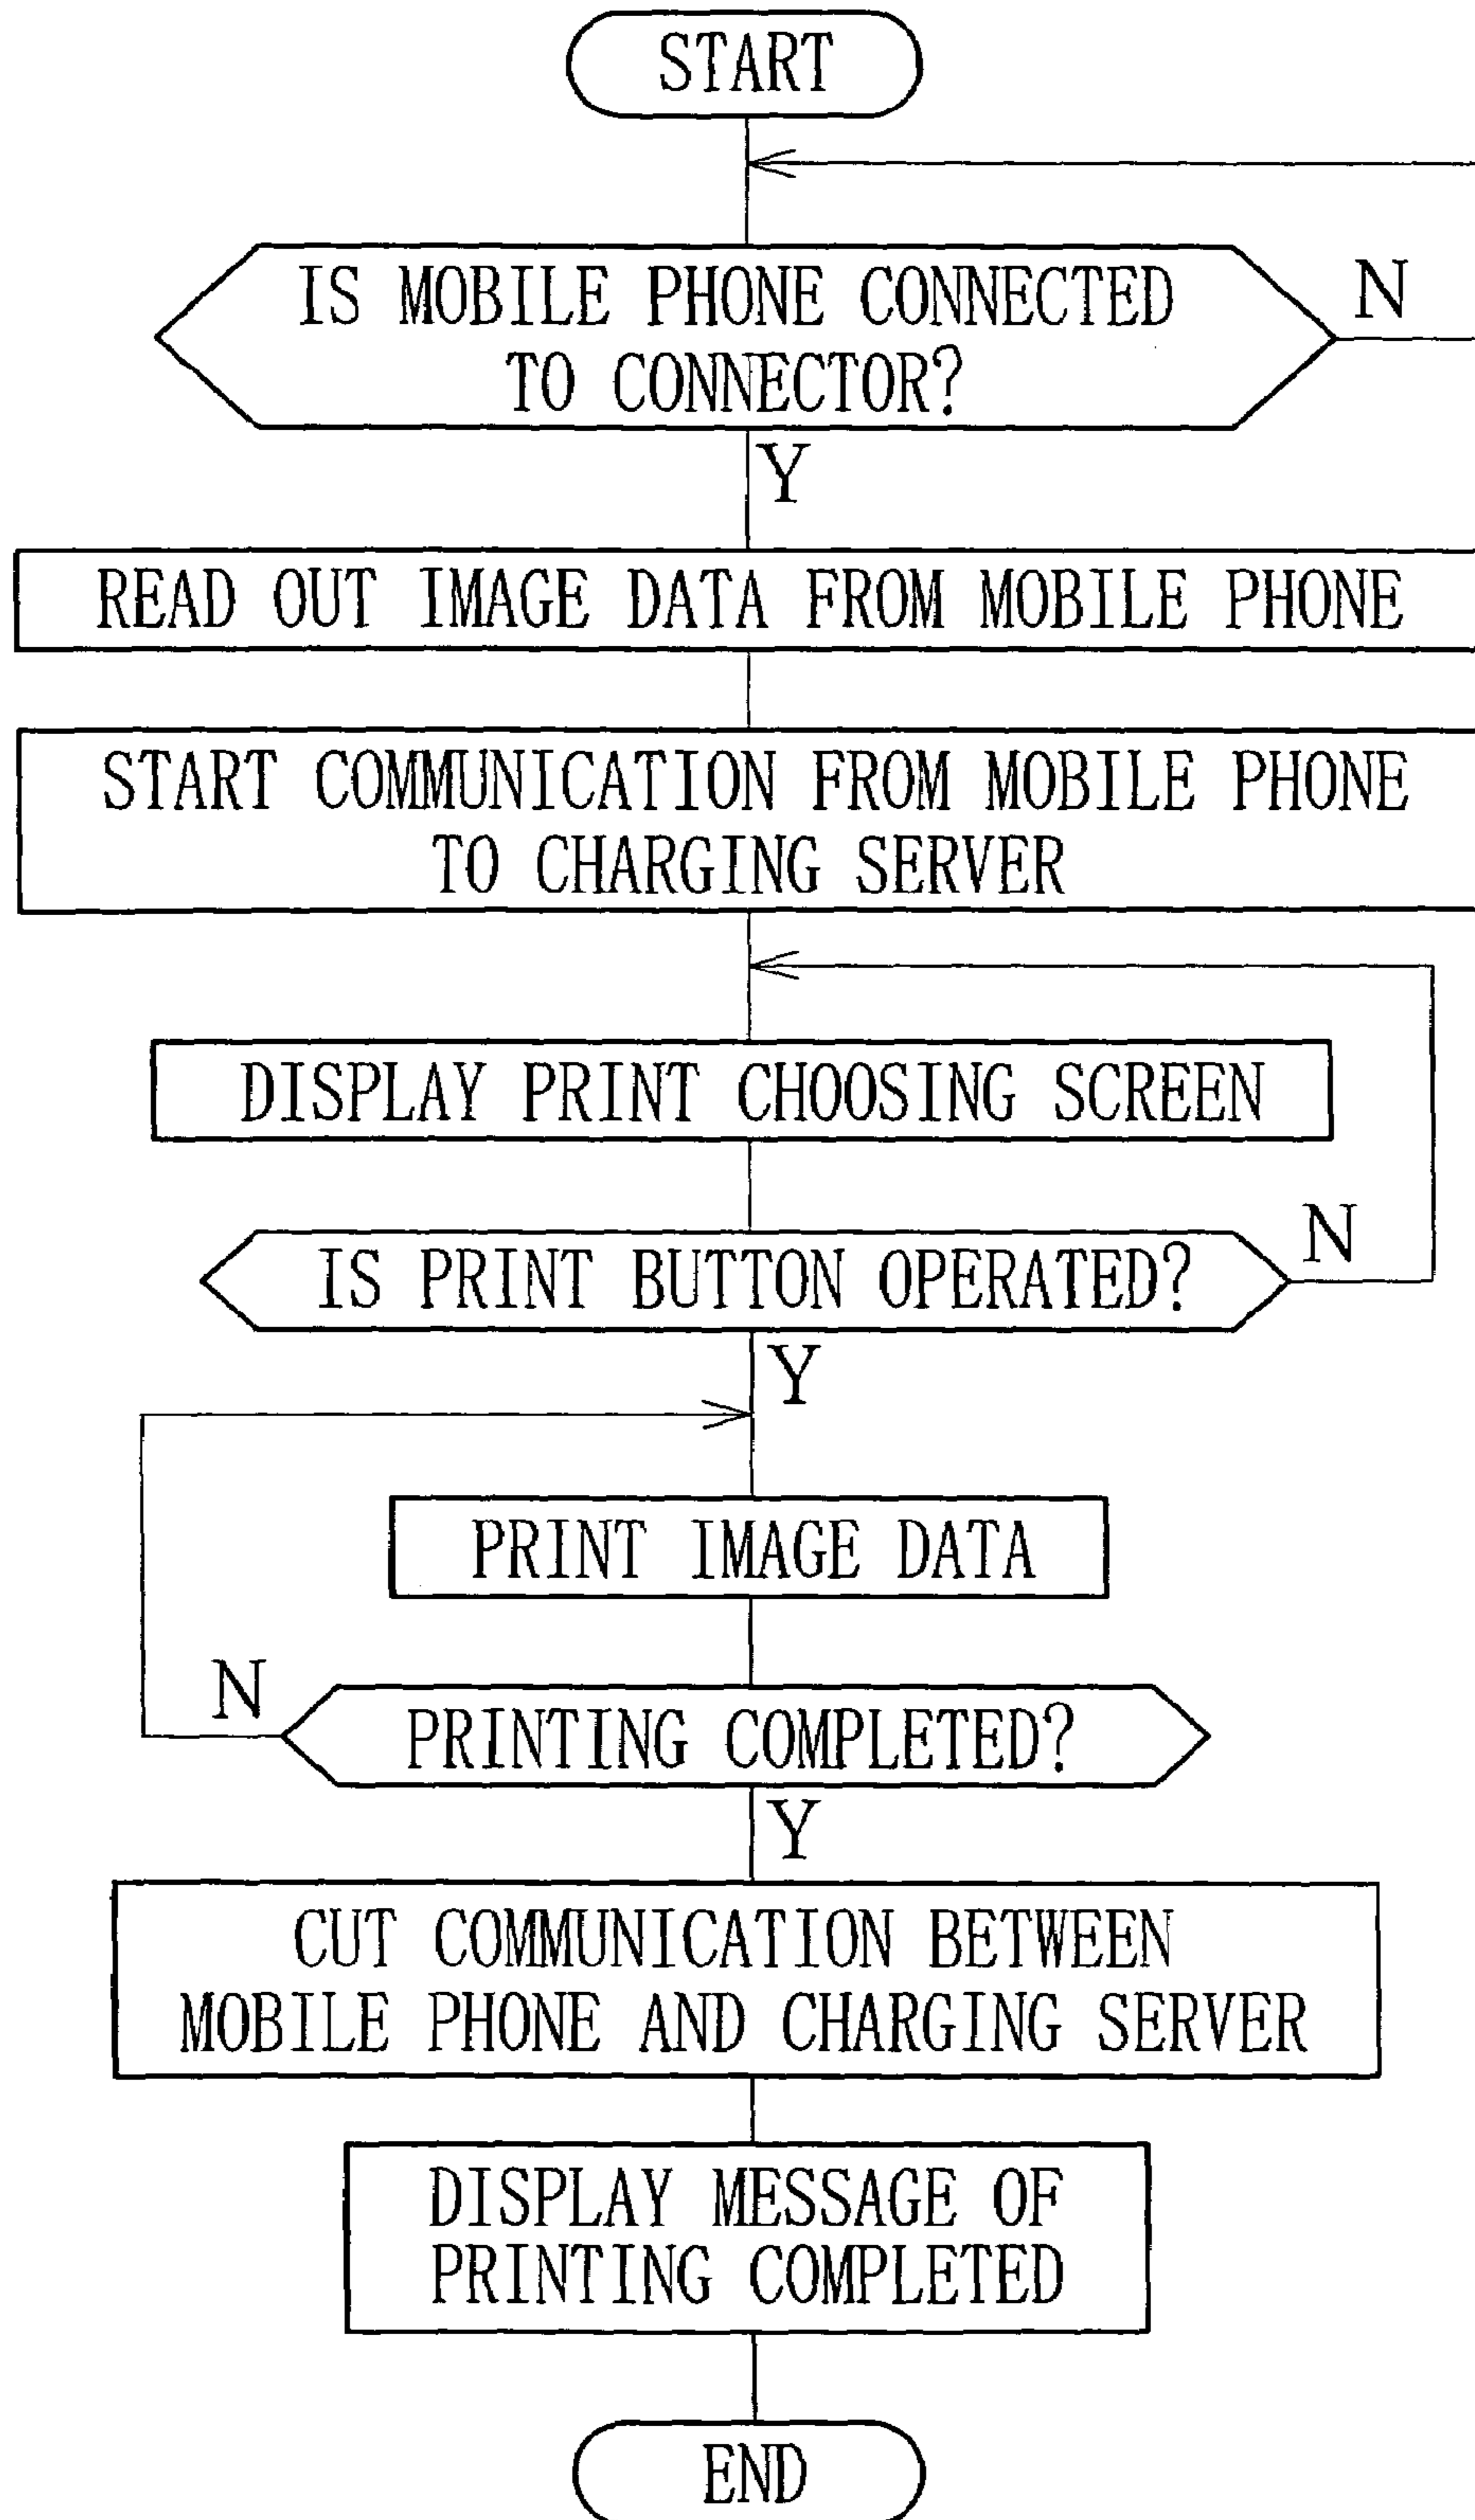 START
IS MOBILE PHONE CONNECTED
TO CONNECTOR?
N
Y
READ OUT IMAGE DATA FROM MOBILE PHONE
START COMMUNICATION FROM MOBILE PHONE
TO CHARGING SERVER
DISPLAY PRINT CHOOSING SCREEN
IS PRINT BUTTON OPERATED?
N
Y
PRINT IMAGE DATA
N
PRINTING COMPLETED?
Y
CUT COMMUNICATION BETWEEN
MOBILE PHONE AND CHARGING SERVER
DISPLAY MESSAGE OF
PRINTING COMPLETED
END